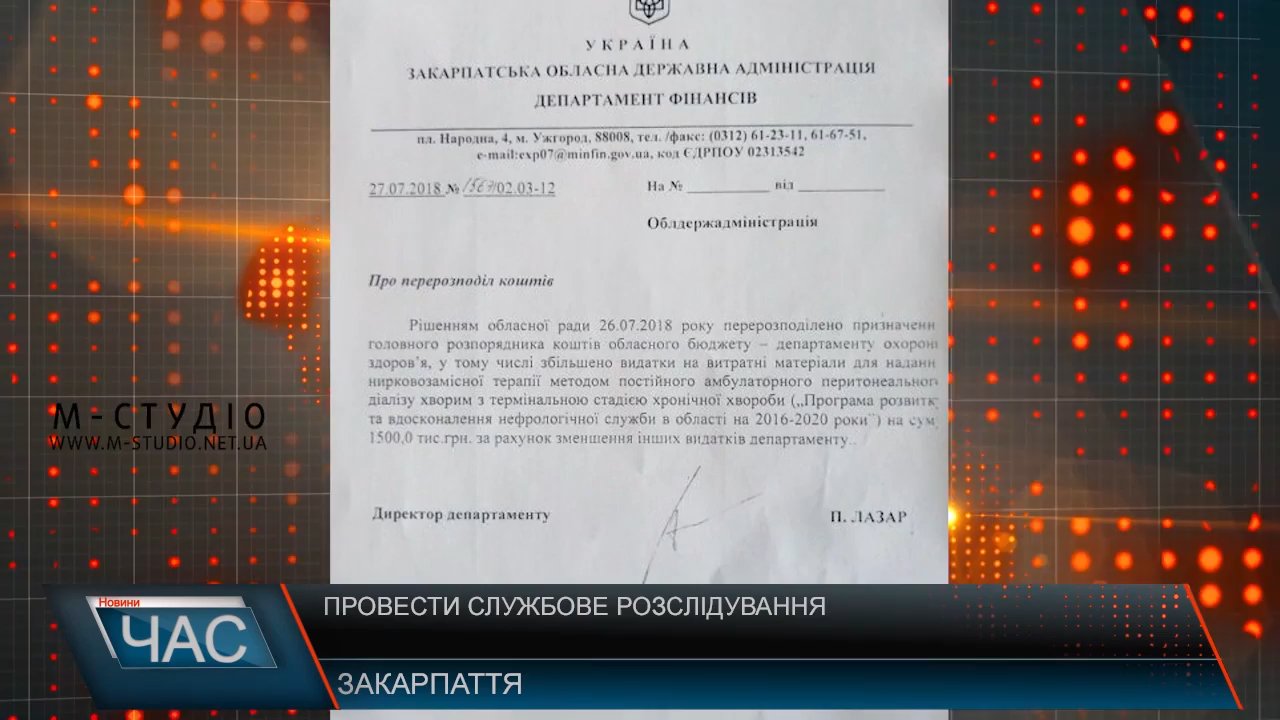 УКРАЇНА
ЗАКАРПАТСЬКА ОБЛАСНА ДЕРЖАВНА АДМІНІСТРАЦІЯ
ДЕПАРТАМЕНТ ФІНАНСІВ
пл. Народна, 4, м. Ужгород, 88008, тел. /факс: (0312) 61-23-11, 61-67-51,
e-mail:exp07@minfin.gov.ua, код ЄДРПОУ 02313542
27.07.2018 № /02.03-12 На № ___________ від ___________
Облдержадміністрація
Про перерозподіл коштів
Рішенням обласної ради 26.07.2018 року перерозподілено призначенн
головного розпорядника коштів обласного бюджету – департаменту охорон
здоров’я, у тому числі збільшено видатки на витратні матеріали для наданн
нирковозамісної терапії методом постійного амбулаторного перитонеальног
діалізу хворим з термінальною стадією хронічної хвороби („Програма розвитк
та вдосконалення нефрологічної служби в області на 2016-2020 роки") на сум
1500,0 тис.грн. за рахунок зменшення інших видатків департаменту..
Директор департаменту П. ЛАЗАР
М-СТУДІО
WWW.M-STUDIO.NET.UA
Новини
ЧАС
ПРОВЕСТИ СЛУЖБОВЕ РОЗСЛІДУВАННЯ
ЗАКАРПАТТЯ